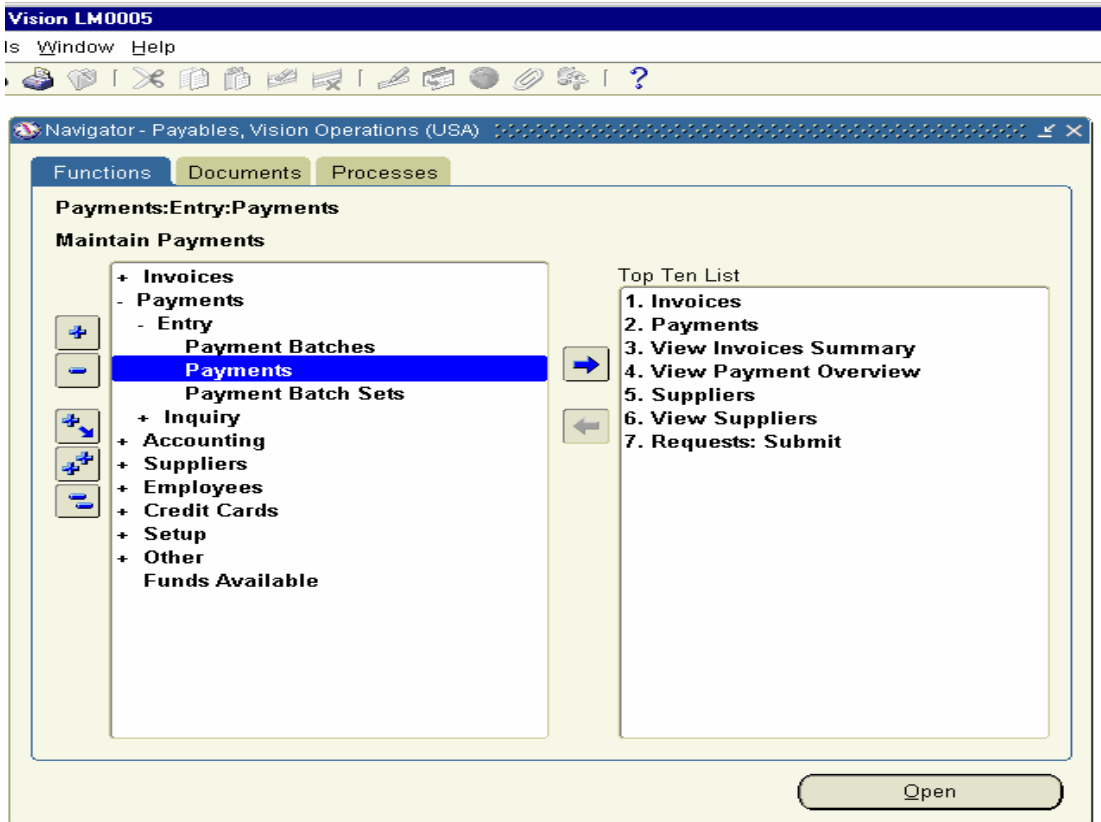 Vision LM0005
ls Window Help
Navigator - Payables, Vision Operations (USA)
Functions Documents Processes
Payments:Entry:Payments
Maintain Payments
+ Invoices
- Payments
- Entry
Payment Batches
Payments
Payment Batch Sets
+ Inquiry
+ Accounting
+ Suppliers
+ Employees
+ Credit Cards
+ Setup
+ Other
Funds Available
Top Ten List
1. Invoices
2. Payments
3. View Invoices Summary
4. View Payment Overview
5. Suppliers
6. View Suppliers
7. Requests: Submit
Open